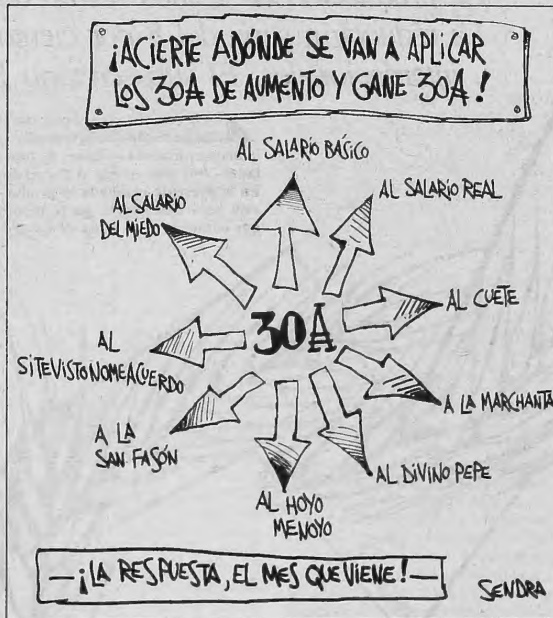 ¡ACIERTE ADÓNDE SE VAN A APLICAR
LOS 30₳ DE AUMENTO Y GANE 30₳!
AL SALARIO BÁSICO
AL SALARIO REAL
AL SALARIO
DEL MIEDO
AL CUETE
30₳
AL
SITEVISTONOMEACUERDO
A LA MARCHANTA
A LA
SAN FASÓN
AL DIVINO PEPE
AL HOYO
MENOYO
—¡LA RESPUESTA, EL MES QUE VIENE!—
SENDRA